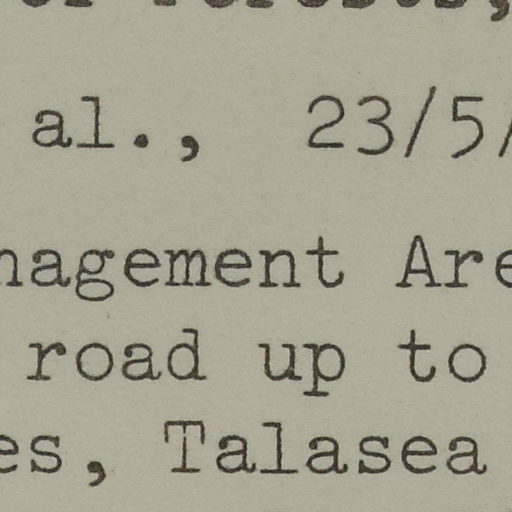 al., 23/5/
nagement Are
road up to
es, Talasea